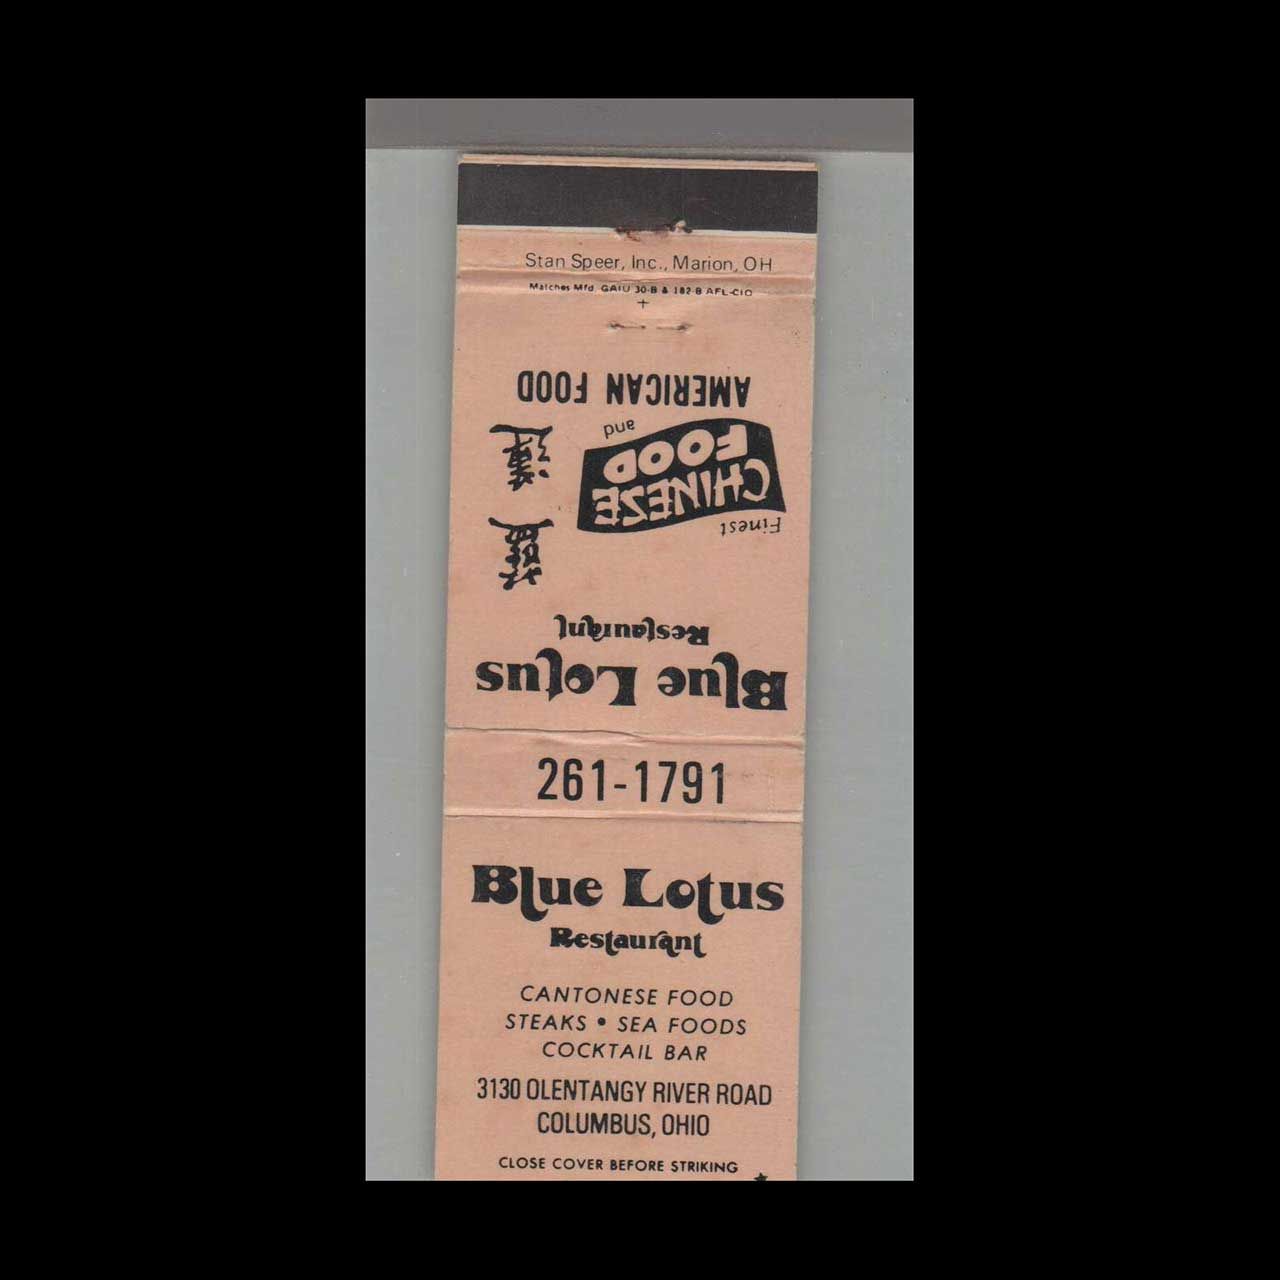 Stan Speer, Inc., Marion, OH
Matches Mfd. GAIU 30-B & 182-B AFL-CIO
Blue Lotus
Restaurant
Finest
CHINESE
FOOD
and
AMERICAN FOOD
藍
蓮
261-1791
Blue Lotus
Restaurant
CANTONESE FOOD
STEAKS • SEA FOODS
COCKTAIL BAR
3130 OLENTANGY RIVER ROAD
COLUMBUS, OHIO
CLOSE COVER BEFORE STRIKING